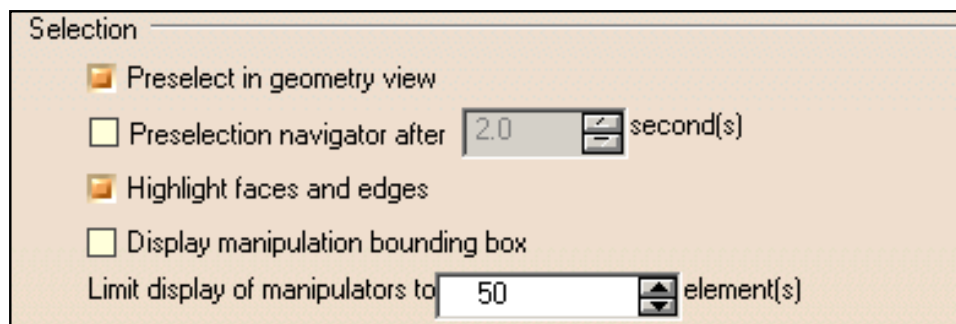 Selection
Preselect in geometry view
Preselection navigator after 2.0 second(s)
Highlight faces and edges
Display manipulation bounding box
Limit display of manipulators to 50 element(s)